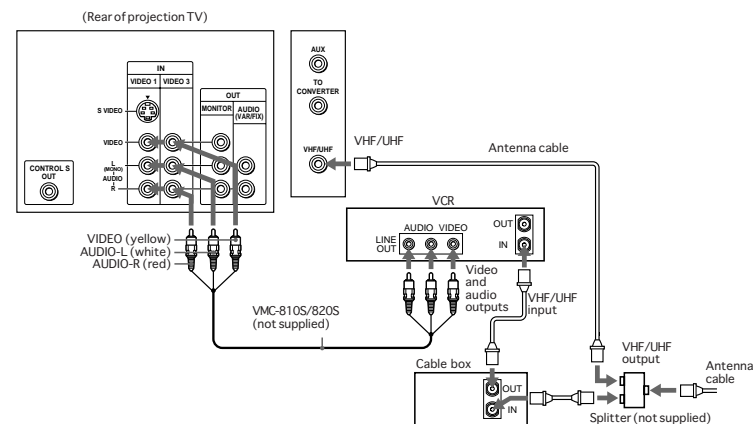 (Rear of projection TV)
IN
VIDEO 1 VIDEO 3
S VIDEO
VIDEO
L
(MONO)
AUDIO
R
OUT
MONITOR AUDIO
(VAR/FIX)
CONTROL S
OUT
AUX
TO
CONVERTER
VHF/UHF
VHF/UHF
Antenna cable
VCR
AUDIO VIDEO
LINE
OUT
OUT
IN
VIDEO (yellow)
AUDIO-L (white)
AUDIO-R (red)
Video
and
audio
outputs
VHF/UHF
input
VMC-810S/820S
(not supplied)
Cable box
OUT
IN
VHF/UHF
output
Antenna
cable
Splitter (not supplied)